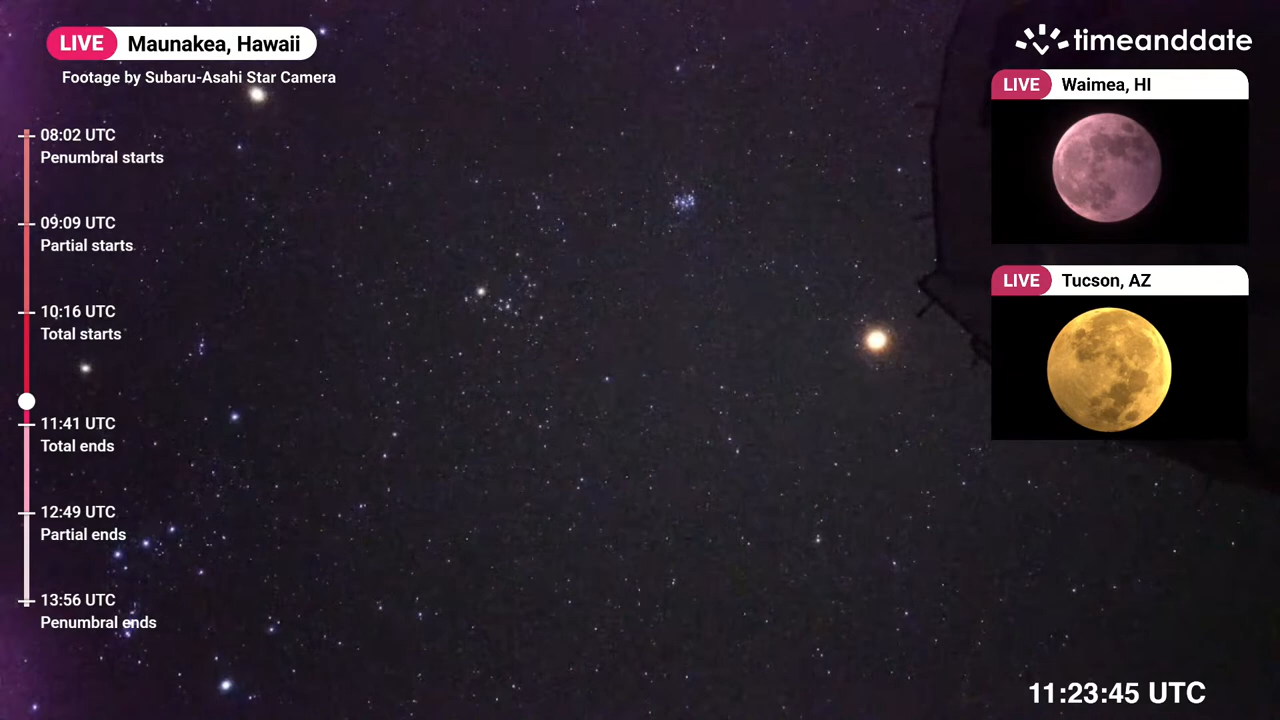 LIVE Maunakea, Hawaii
Footage by Subaru-Asahi Star Camera
08:02 UTC
Penumbral starts
09:09 UTC
Partial starts
10:16 UTC
Total starts
11:41 UTC
Total ends
12:49 UTC
Partial ends
13:56 UTC
Penumbral ends
timeanddate
LIVE Waimea, HI
LIVE Tucson, AZ
11:23:45 UTC